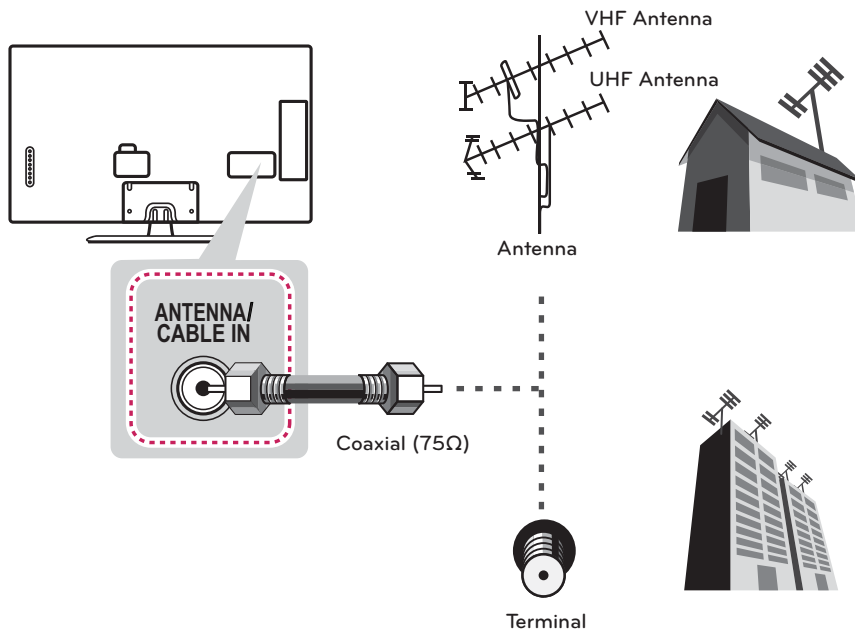 VHF Antenna
UHF Antenna
Antenna
ANTENNA/
CABLE IN
Coaxial (75Ω)
Terminal